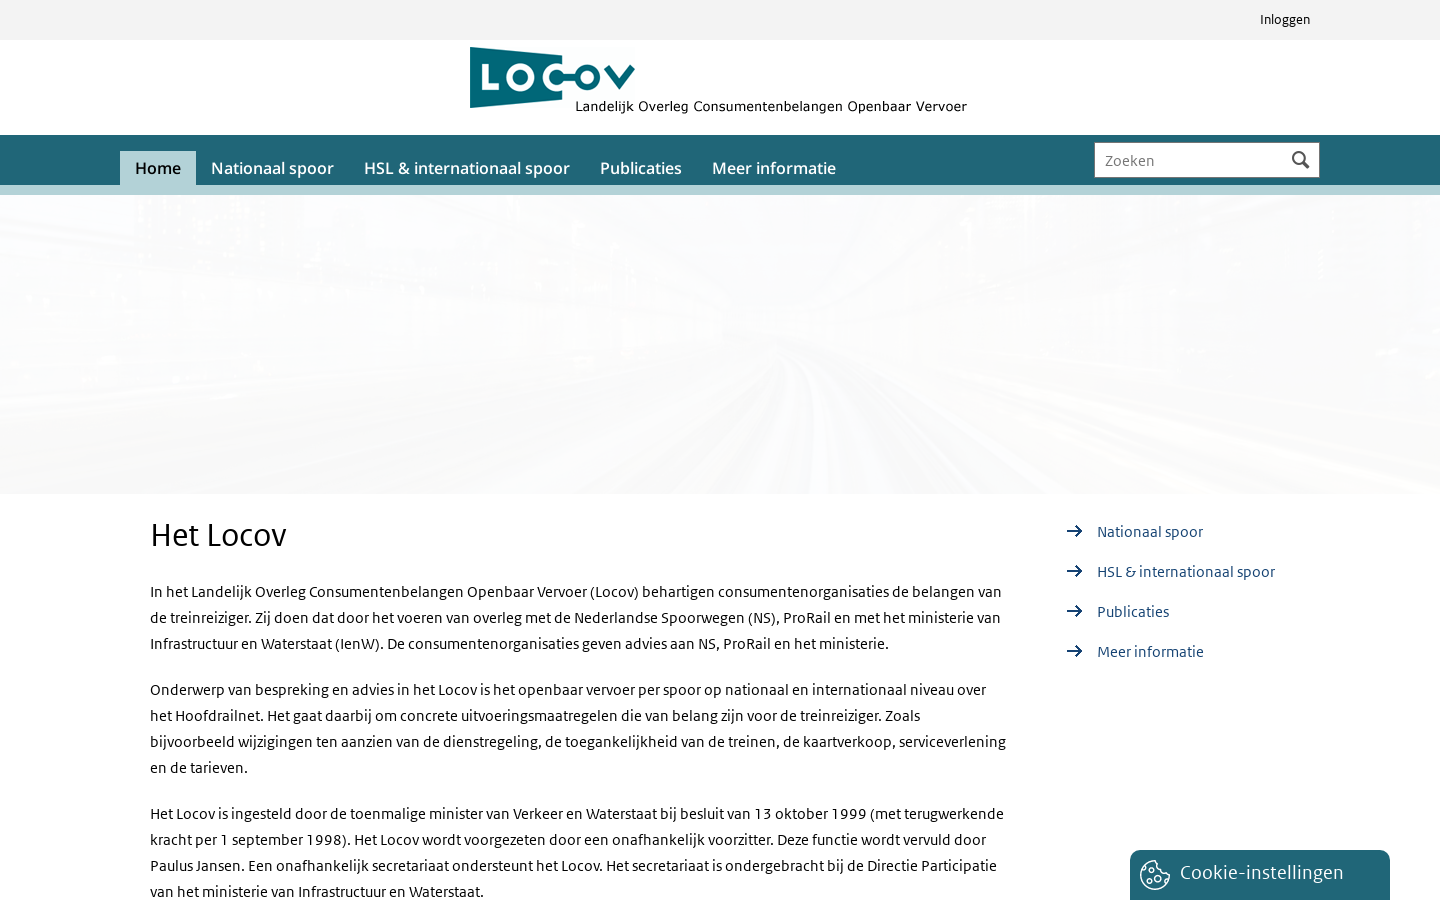 Inloggen
LOCOV
Landelijk Overleg Consumentenbelangen Openbaar Vervoer
Home
Nationaal spoor
HSL & internationaal spoor
Publicaties
Meer informatie
Zoeken
Het Locov
In het Landelijk Overleg Consumentenbelangen Openbaar Vervoer (Locov) behartigen consumentenorganisaties de belangen van
de treinreiziger. Zij doen dat door het voeren van overleg met de Nederlandse Spoorwegen (NS), ProRail en met het ministerie van
Infrastructuur en Waterstaat (IenW). De consumentenorganisaties geven advies aan NS, ProRail en het ministerie.
Onderwerp van bespreking en advies in het Locov is het openbaar vervoer per spoor op nationaal en internationaal niveau over
het Hoofdrailnet. Het gaat daarbij om concrete uitvoeringsmaatregelen die van belang zijn voor de treinreiziger. Zoals
bijvoorbeeld wijzigingen ten aanzien van de dienstregeling, de toegankelijkheid van de treinen, de kaartverkoop, serviceverlening
en de tarieven.
Het Locov is ingesteld door de toenmalige minister van Verkeer en Waterstaat bij besluit van 13 oktober 1999 (met terugwerkende
kracht per 1 september 1998). Het Locov wordt voorgezeten door een onafhankelijk voorzitter. Deze functie wordt vervuld door
Paulus Jansen. Een onafhankelijk secretariaat ondersteunt het Locov. Het secretariaat is ondergebracht bij de Directie Participatie
van het ministerie van Infrastructuur en Waterstaat.
Nationaal spoor
HSL & internationaal spoor
Publicaties
Meer informatie
Cookie-instellingen